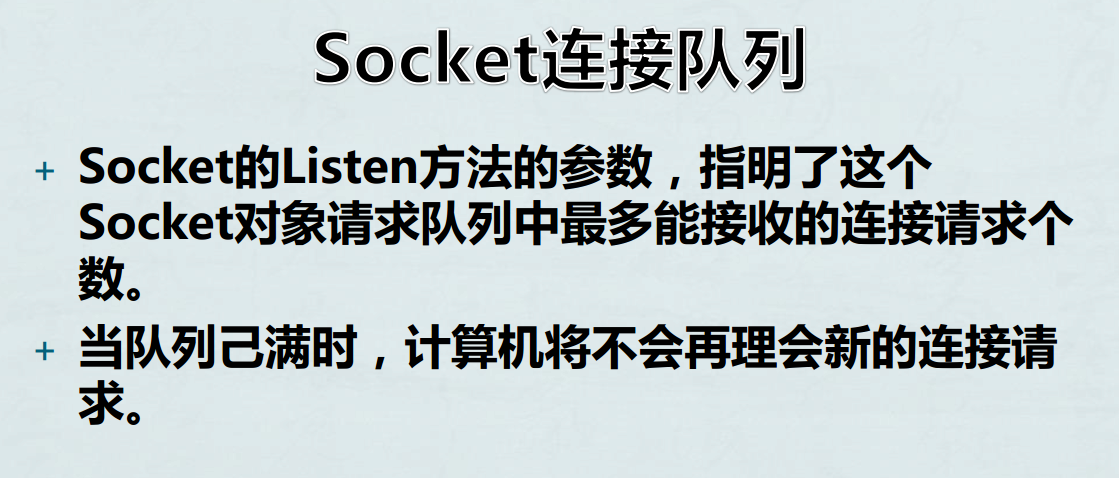 Socket连接队列
+ Socket的Listen方法的参数，指明了这个
Socket对象请求队列中最多能接收的连接请求个
数。
+ 当队列己满时，计算机将不会再理会新的连接请
求。